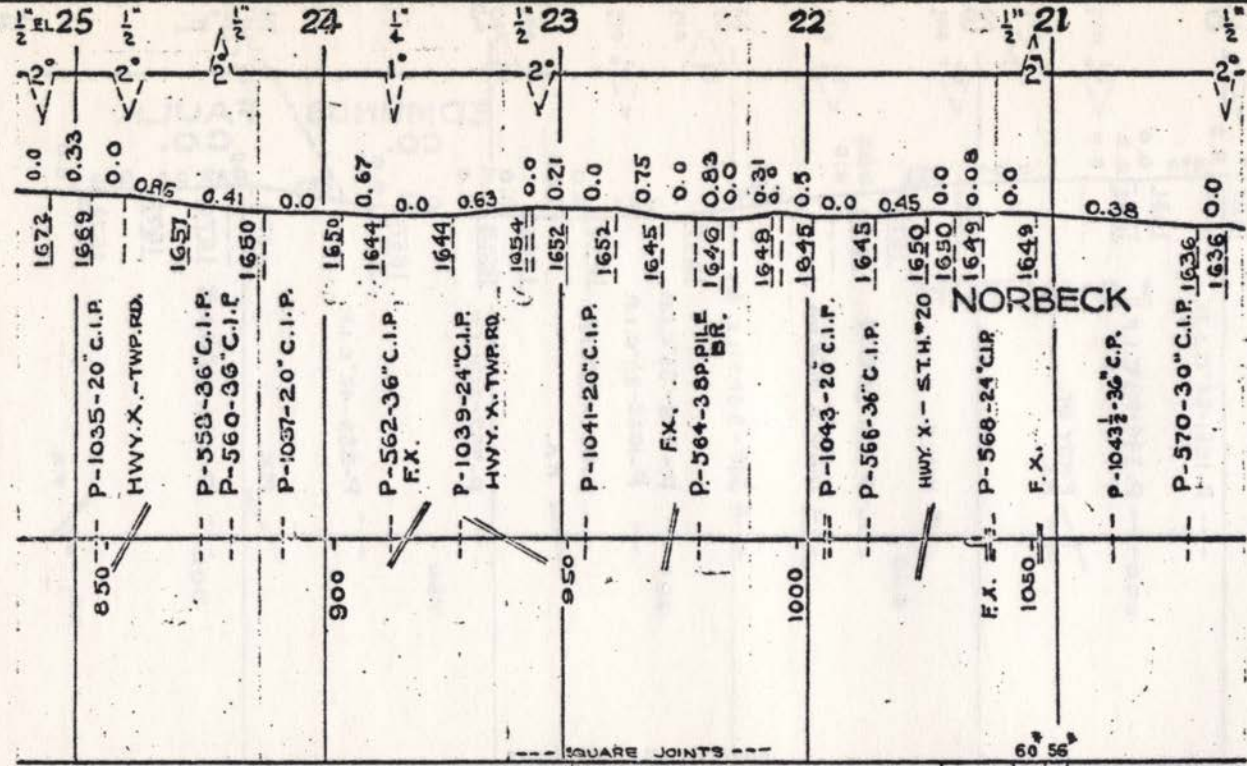 ½" EL 25 ½" ½" 24 ¼" ½" 23 22 ½" 21 ½"
2° 2° 2° 1° 2° 2° 2°
0.0 0.33 0.0 0.86 0.41 0.0 0.67 0.0 0.63 0.0 0.21 0.0 0.75 0.0 0.83 0.0 0.31 0.0 0.5 0.0 0.45 0.0 0.08 0.0 0.38 0.0
1672 1669 1657 1650 1650 1644 1644 1654 1652 1652 1645 1646 1648 1645 1645 1650 1650 1649 1649 1636 1636
NORBECK
P-1035-20" C.I.P.
HWY. X.-TWP. RD.
P-558-36" C.I.P.
P-560-36" C.I.P.
P-1037-20" C.I.P.
P-562-36" C.I.P.
F.X.
P-1039-24" C.I.P.
HWY. X. TWP. RD.
P-1041-20" C.I.P.
F.X.
P-564-3SP. PILE
BR.
P-1043-20" C.I.P.
P-566-36" C.I.P.
HWY. X - S.T.H. #20
P-568-24" C.I.P.
F.X.
P-1043½-36" C.P.
P-570-30" C.I.P.
850 900 950 1000 F.X. 1050
--- SQUARE JOINTS ---
60# 56#